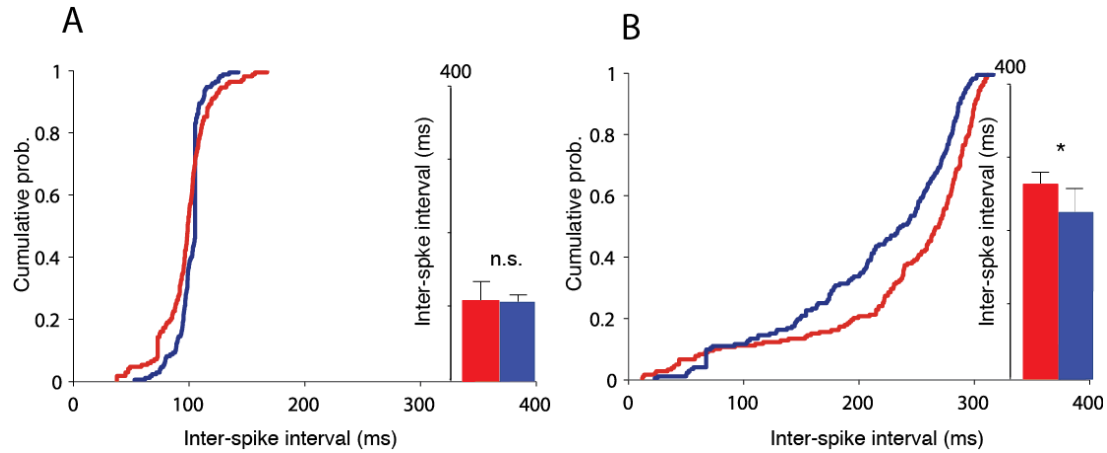 A
1
0.8
0.6
0.4
0.2
0
Cumulative prob.
0
100
200
300
400
Inter-spike interval (ms)
400
Inter-spike interval (ms)
n.s.
B
1
0.8
0.6
0.4
0.2
0
Cumulative prob.
0
100
200
300
400
Inter-spike interval (ms)
400
Inter-spike interval (ms)
*